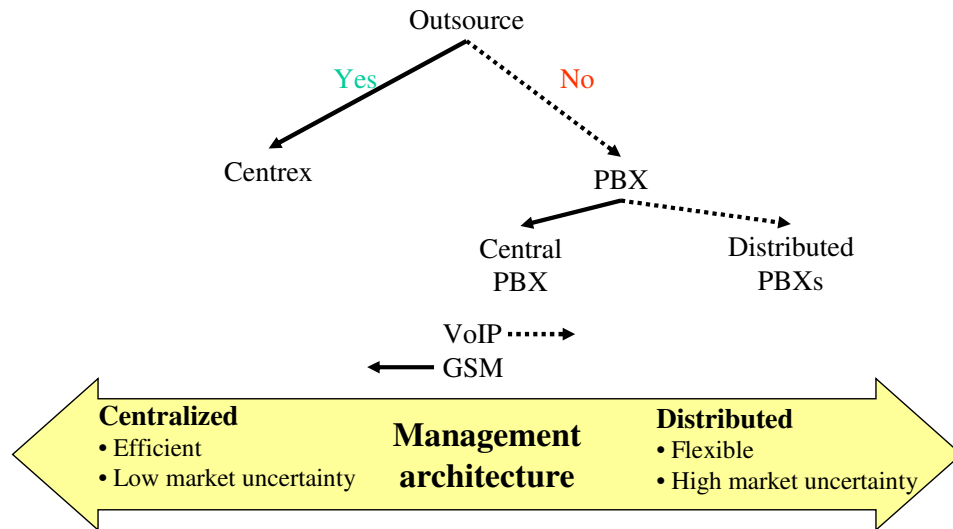 Outsource
Yes
No
Centrex
PBX
Central
PBX
Distributed
PBXs
VoIP
GSM
Centralized
• Efficient
• Low market uncertainty
Management
architecture
Distributed
• Flexible
• High market uncertainty